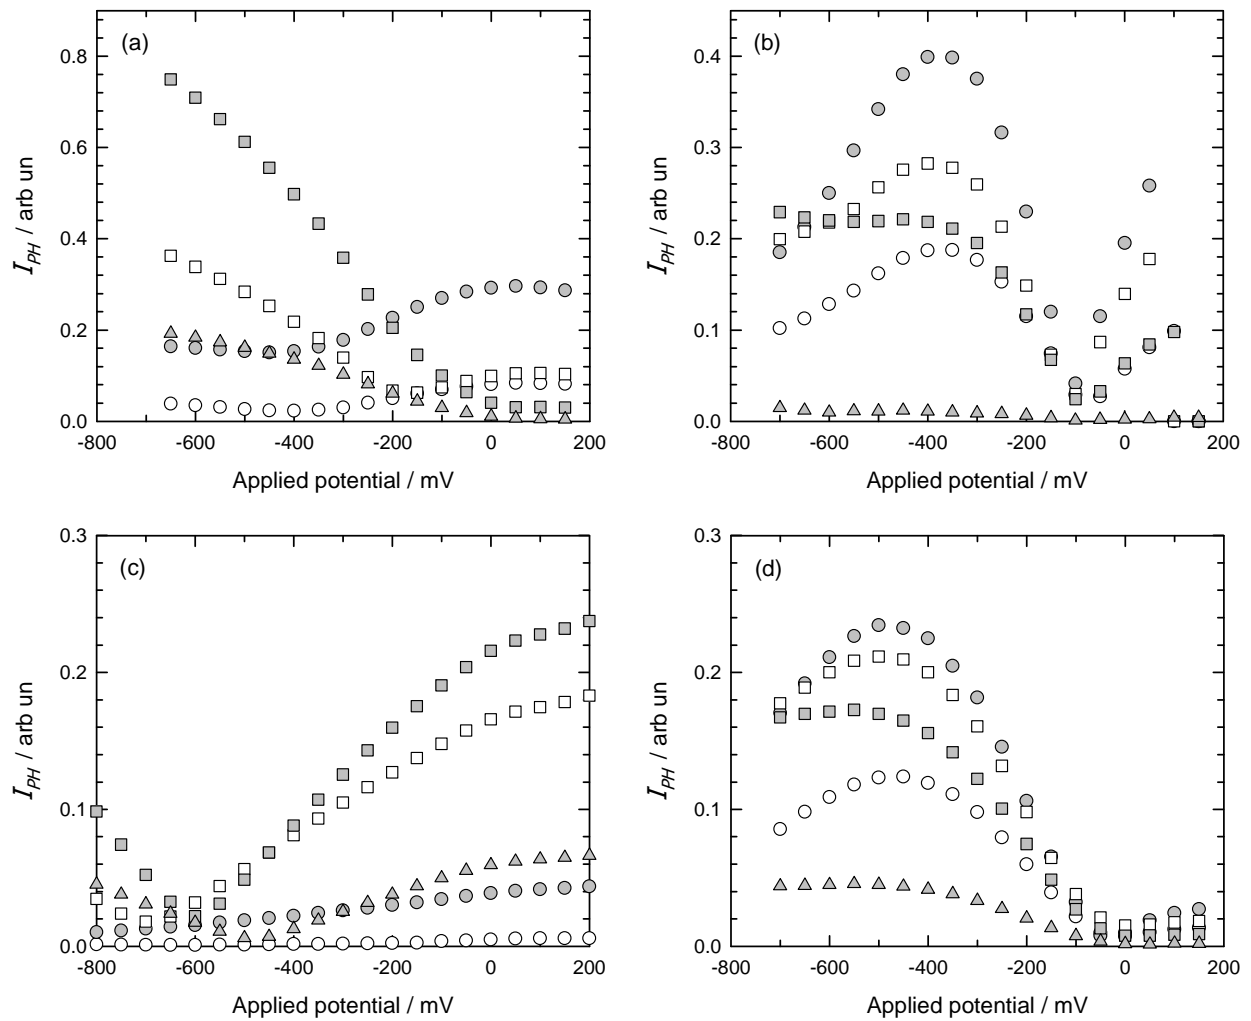 (a)
0.8
0.6
0.4
0.2
0.0
I_PH / arb un
-800 -600 -400 -200 0 200
Applied potential / mV
(b)
0.4
0.3
0.2
0.1
0.0
I_PH / arb un
-800 -600 -400 -200 0 200
Applied potential / mV
(c)
0.3
0.2
0.1
0.0
I_PH / arb un
-800 -600 -400 -200 0 200
Applied potential / mV
(d)
0.3
0.2
0.1
0.0
I_PH / arb un
-800 -600 -400 -200 0 200
Applied potential / mV